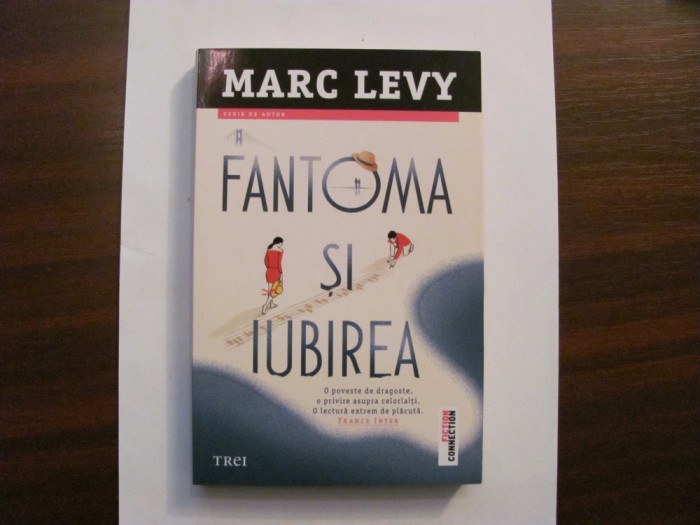 MARC LEVY
SERIE DE AUTOR
FANTOMA
ȘI
IUBIREA
O poveste de dragoste,
o privire asupra celorlalți.
O lectură extrem de plăcută.
FRANCE INTER
FICTION
CONNECTION
TREI